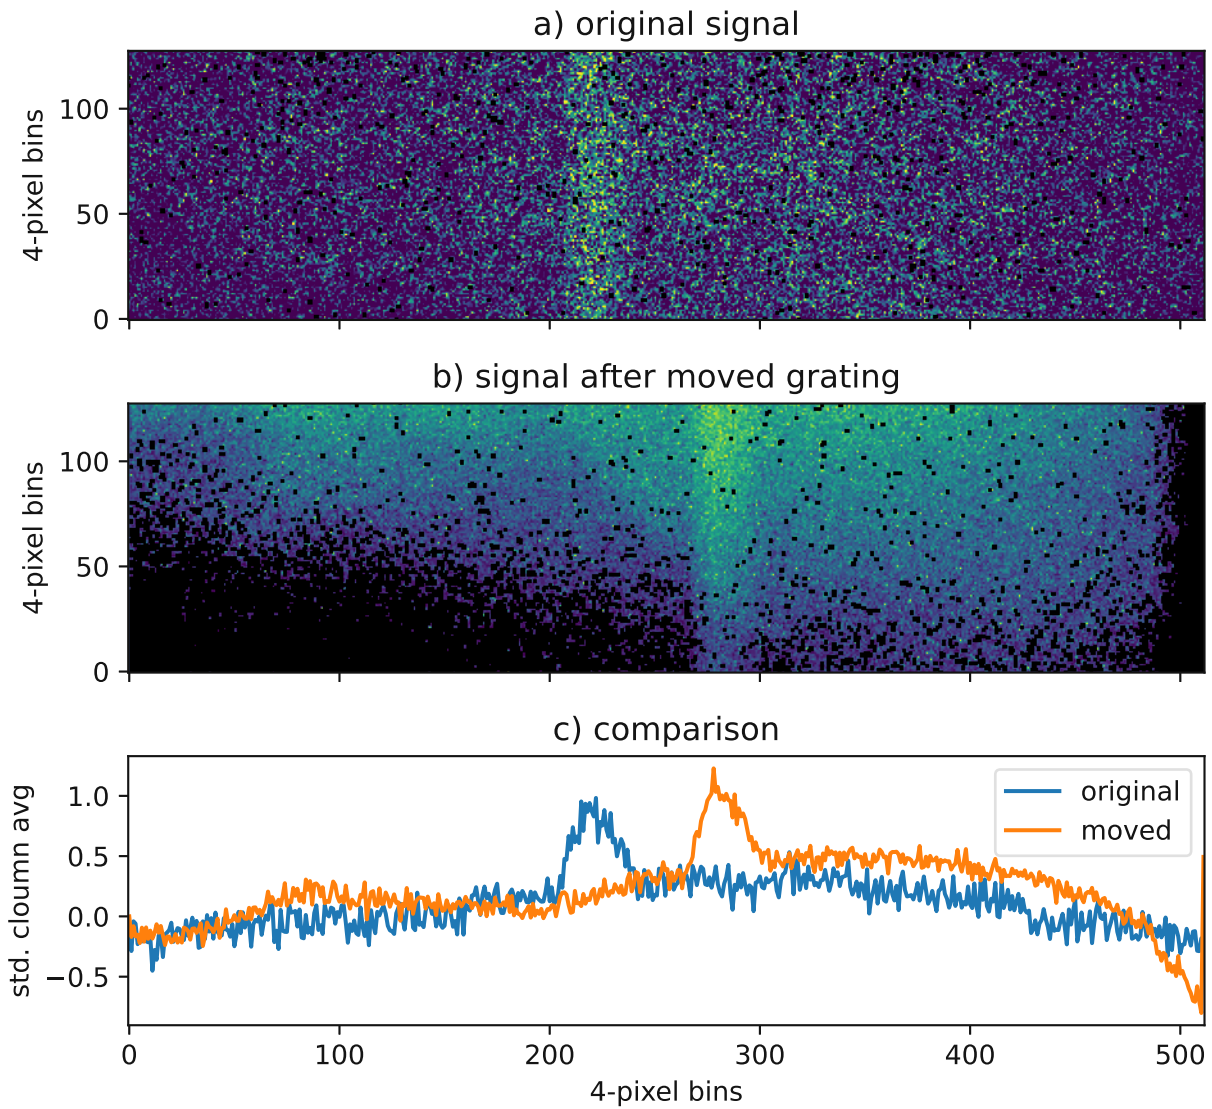 a) original signal
4-pixel bins
100
50
0
b) signal after moved grating
4-pixel bins
100
50
0
c) comparison
std. cloumn avg
1.0
0.5
0.0
−0.5
original
moved
0 100 200 300 400 500
4-pixel bins